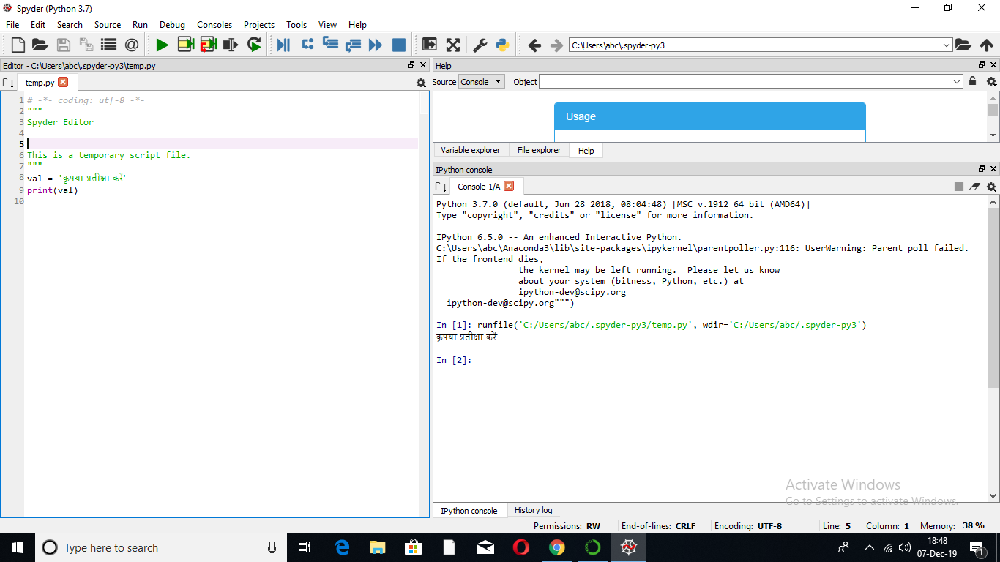 Spyder (Python 3.7)
File Edit Search Source Run Debug Consoles Projects Tools View Help
C:\Users\abc\.spyder-py3
Editor - C:\Users\abc\.spyder-py3\temp.py
temp.py
1 # -*- coding: utf-8 -*-
2 """
3 Spyder Editor
4
5
6 This is a temporary script file.
7 """
8 val = 'कृपया प्रतीक्षा करें'
9 print(val)
10
Help
Source Console Object
Usage
Variable explorer File explorer Help
IPython console
Console 1/A
Python 3.7.0 (default, Jun 28 2018, 08:04:48) [MSC v.1912 64 bit (AMD64)]
Type "copyright", "credits" or "license" for more information.
IPython 6.5.0 -- An enhanced Interactive Python.
C:\Users\abc\Anaconda3\lib\site-packages\ipykernel\parentpoller.py:116: UserWarning: Parent poll failed.
If the frontend dies,
the kernel may be left running. Please let us know
about your system (bitness, Python, etc.) at
ipython-dev@scipy.org
ipython-dev@scipy.org""")
In [1]: runfile('C:/Users/abc/.spyder-py3/temp.py', wdir='C:/Users/abc/.spyder-py3')
कृपया प्रतीक्षा करें
In [2]:
Activate Windows
Go to Settings to activate Windows.
IPython console History log
Permissions: RW End-of-lines: CRLF Encoding: UTF-8 Line: 5 Column: 1 Memory: 38 %
Type here to search
18:48
07-Dec-19
1